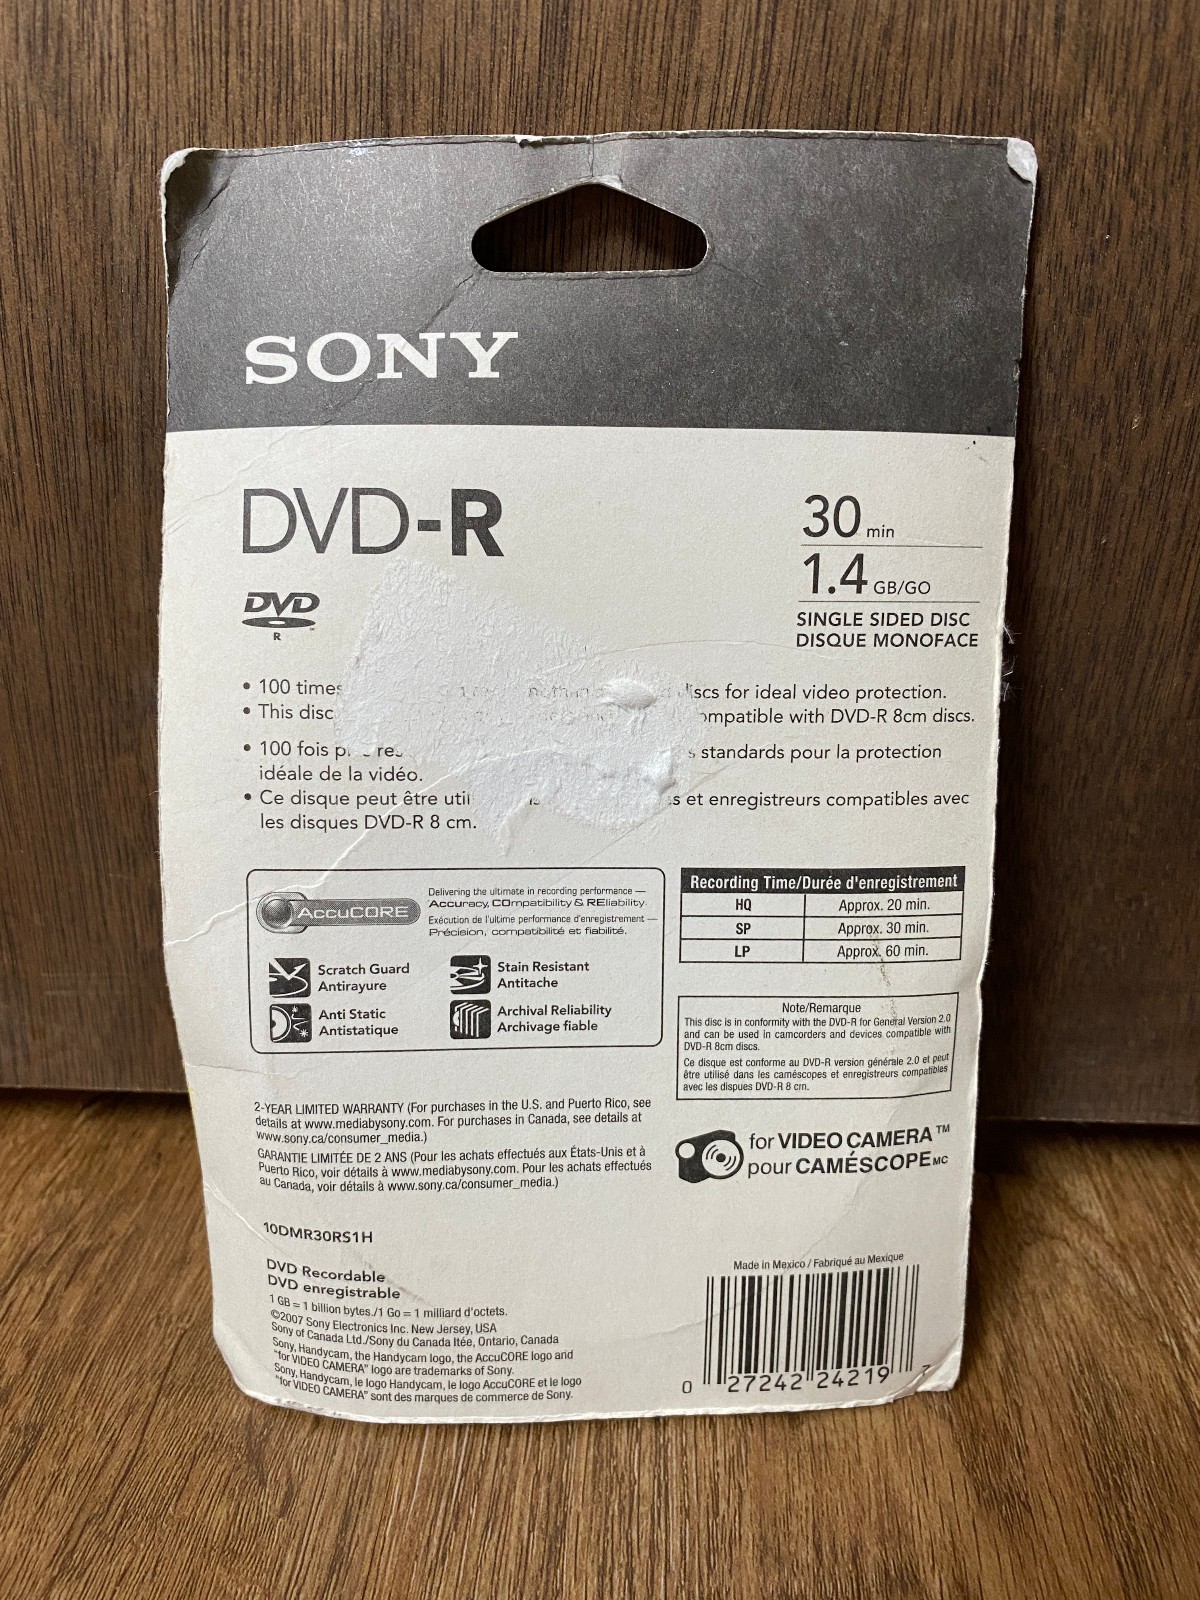 SONY
DVD-R
30 min
1.4 GB/GO
SINGLE SIDED DISC
DISQUE MONOFACE
DVD
R
• 100 times discs for ideal video protection.
• This disc compatible with DVD-R 8cm discs.
• 100 fois standards pour la protection
idéale de la vidéo.
• Ce disque peut être et enregistreurs compatibles avec
les disques DVD-R 8 cm.
AccuCORE
Delivering the ultimate in recording performance —
Accuracy, COmpatibility & REliability.
Exécution de l'ultime performance d'enregistrement —
Précision, compatibilité et fiabilité.
Scratch Guard
Antirayure
Stain Resistant
Antitache
Anti Static
Antistatique
Archival Reliability
Archivage fiable
Recording Time/Durée d'enregistrement
HQ Approx. 20 min.
SP Approx. 30 min.
LP Approx. 60 min.
Note/Remarque
This disc is in conformity with the DVD-R for General Version 2.0
and can be used in camcorders and devices compatible with
DVD-R 8cm discs.
Ce disque est conforme au DVD-R version générale 2.0 et peut
être utilisé dans les caméscopes et enregistreurs compatibles
avec les dispues DVD-R 8 cm.
2-YEAR LIMITED WARRANTY (For purchases in the U.S. and Puerto Rico, see
details at www.mediabysony.com. For purchases in Canada, see details at
www.sony.ca/consumer_media.)
GARANTIE LIMITÉE DE 2 ANS (Pour les achats effectués aux États-Unis et à
Puerto Rico, voir détails à www.mediabysony.com. Pour les achats effectués
au Canada, voir détails à www.sony.ca/consumer_media.)
for VIDEO CAMERA™
pour CAMÉSCOPE MC
10DMR30RS1H
DVD Recordable
DVD enregistrable
1 GB = 1 billion bytes./1 Go = 1 milliard d'octets.
©2007 Sony Electronics Inc. New Jersey, USA
Sony of Canada Ltd./Sony du Canada ltée, Ontario, Canada
Sony, Handycam, the Handycam logo, the AccuCORE logo and
"for VIDEO CAMERA" logo are trademarks of Sony.
Sony, Handycam, le logo Handycam, le logo AccuCORE et le logo
"for VIDEO CAMERA" sont des marques de commerce de Sony.
Made in Mexico / Fabriqué au Mexique
0 27242 24219 7